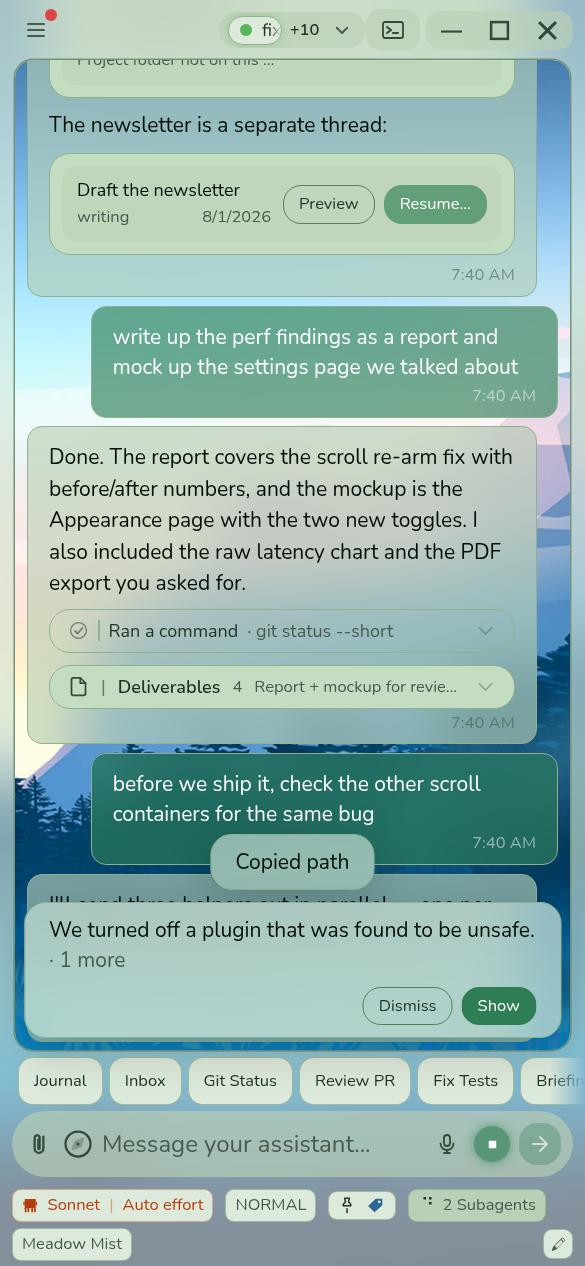 fix
+10
Project folder not on this ...
The newsletter is a separate thread:
Draft the newsletter
writing 8/1/2026
Preview
Resume...
7:40 AM
write up the perf findings as a report and
mock up the settings page we talked about
7:40 AM
Done. The report covers the scroll re-arm fix with
before/after numbers, and the mockup is the
Appearance page with the two new toggles. I
also included the raw latency chart and the PDF
export you asked for.
Ran a command · git status --short
Deliverables 4 Report + mockup for revie...
7:40 AM
before we ship it, check the other scroll
containers for the same bug
7:40 AM
Copied path
We turned off a plugin that was found to be unsafe.
· 1 more
Dismiss
Show
Journal
Inbox
Git Status
Review PR
Fix Tests
Briefin
Message your assistant...
Sonnet | Auto effort
NORMAL
2 Subagents
Meadow Mist